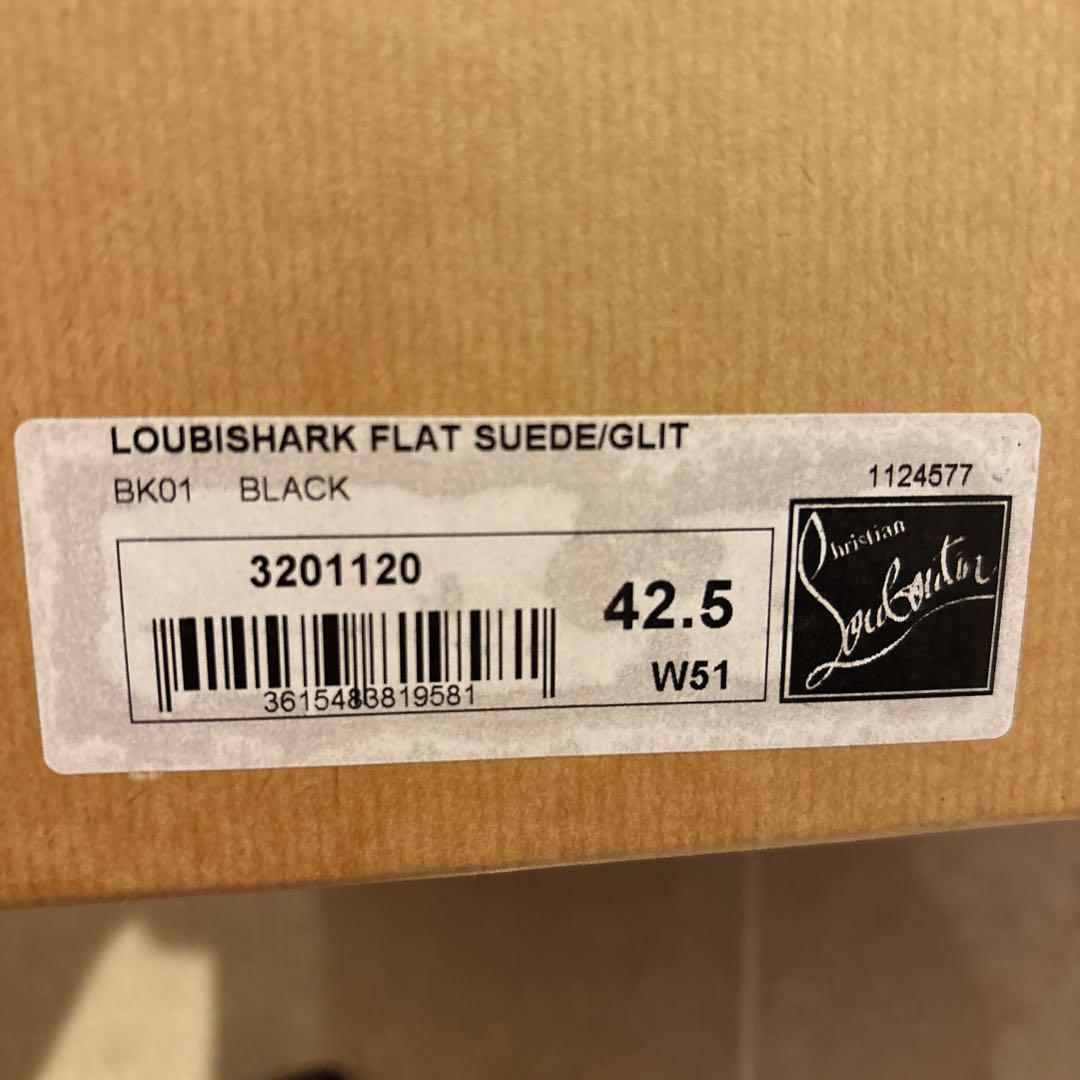 LOUBISHARK FLAT SUEDE/GLIT
BK01 BLACK
1124577
3201120
42.5
W51
3615483819581
Christian
Louboutin